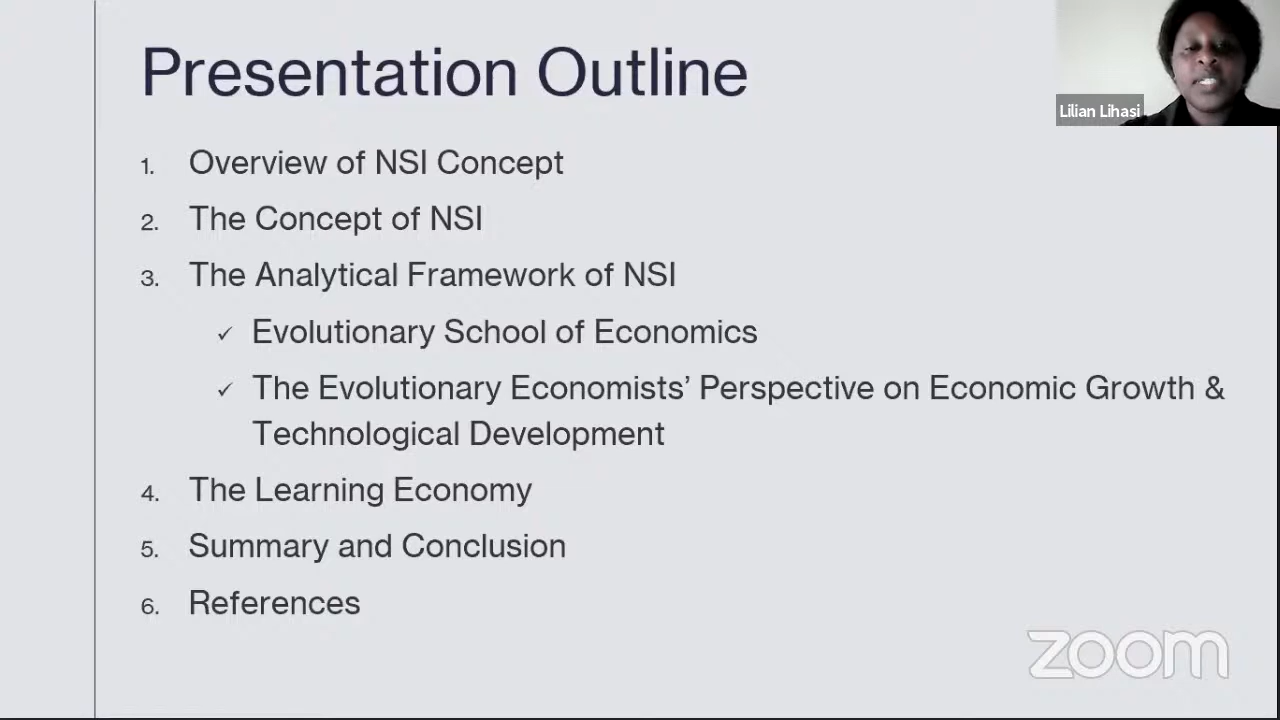 Presentation Outline
Lilian Lihasi
1. Overview of NSI Concept
2. The Concept of NSI
3. The Analytical Framework of NSI
✓ Evolutionary School of Economics
✓ The Evolutionary Economists’ Perspective on Economic Growth &
Technological Development
4. The Learning Economy
5. Summary and Conclusion
6. References
zoom